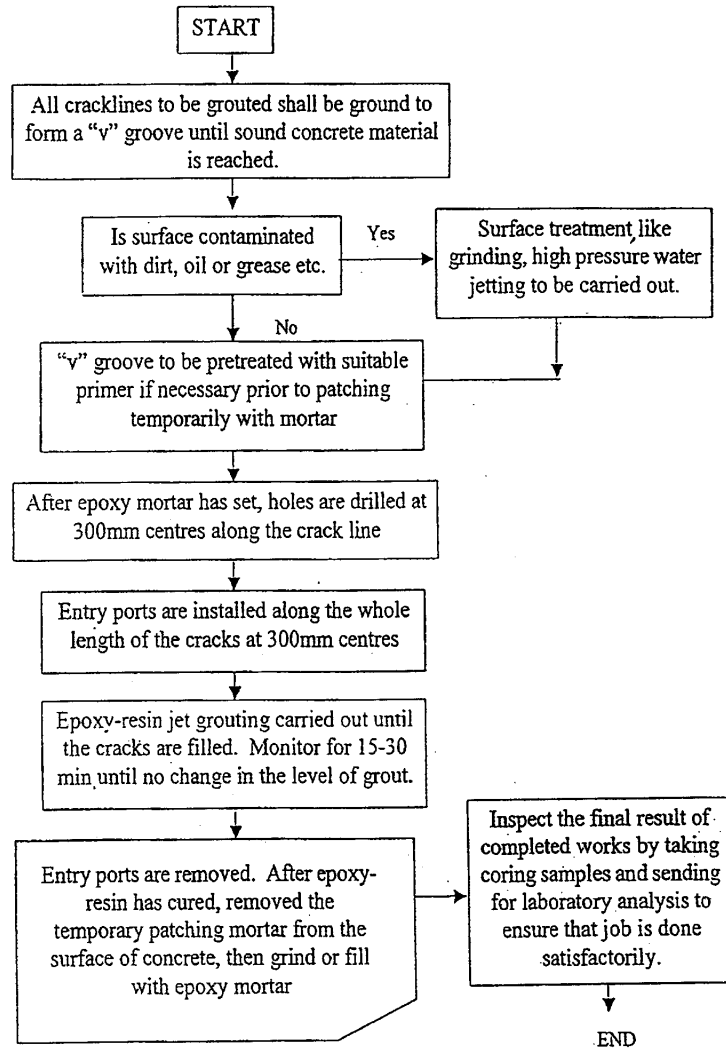 START
All cracklines to be grouted shall be ground to
form a “v” groove until sound concrete material
is reached.
Is surface contaminated
with dirt, oil or grease etc.
Yes
Surface treatment, like
grinding, high pressure water
jetting to be carried out.
No
“v” groove to be pretreated with suitable
primer if necessary prior to patching
temporarily with mortar
After epoxy mortar has set, holes are drilled at
300mm centres along the crack line
Entry ports are installed along the whole
length of the cracks at 300mm centres
Epoxy-resin jet grouting carried out until
the cracks are filled. Monitor for 15-30
min until no change in the level of grout.
Entry ports are removed. After epoxy-
resin has cured, removed the
temporary patching mortar from the
surface of concrete, then grind or fill
with epoxy mortar
Inspect the final result of
completed works by taking
coring samples and sending
for laboratory analysis to
ensure that job is done
satisfactorily.
END